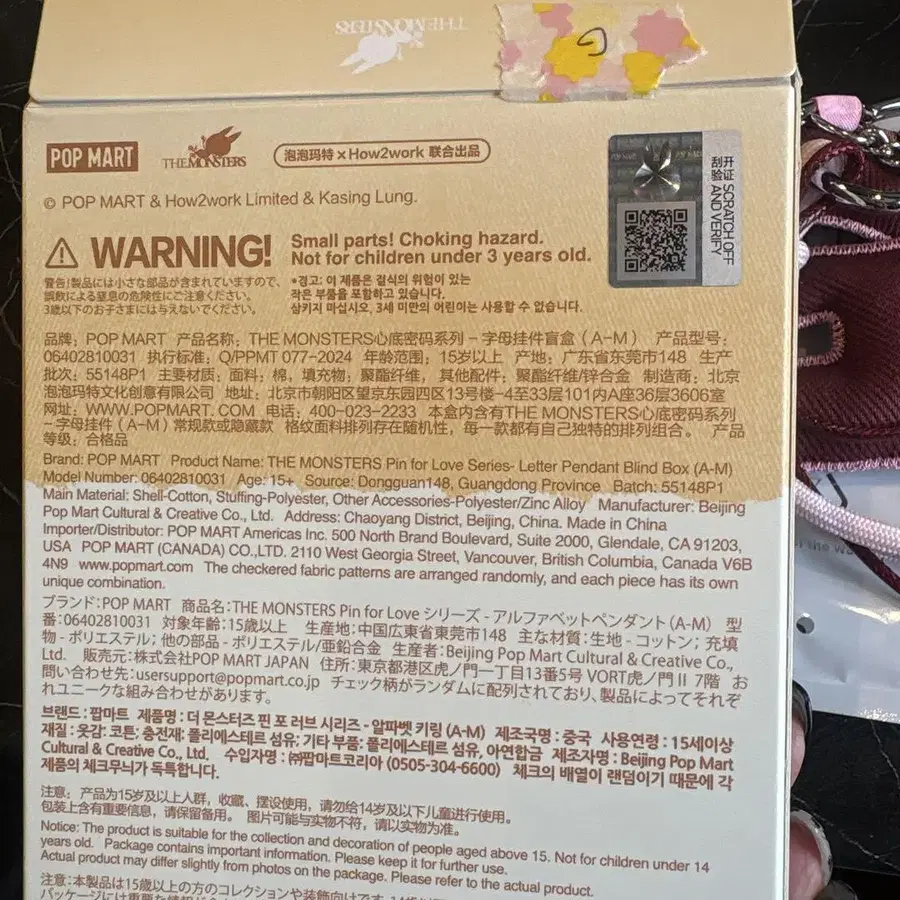 THE MONSTERS
G
POP MART
THE MONSTERS
泡泡玛特×How2work 联合出品
© POP MART & How2work Limited & Kasing Lung.
刮开验证 SCRATCH OFF AND VERIFY
WARNING!
Small parts! Choking hazard.
Not for children under 3 years old.
警告!製品には小さな部品が含まれていますので、
誤飲による窒息の危険性にご注意ください。
3歳以下のお子さまには与えないでください。
*경고: 이 제품은 질식의 위험이 있는
작은 부품을 포함하고 있습니다.
삼키지 마십시오. 3세 미만의 어린이는 사용할 수 없습니다.
品牌：POP MART 产品名称：THE MONSTERS心底密码系列 – 字母挂件盲盒（A-M） 产品型号：
06402810031 执行标准：Q/PPMT 077-2024 年龄范围：15岁以上 产地：广东省东莞市148 生产
批次：55148P1 主要材质：面料：棉，填充物：聚酯纤维，其他配件：聚酯纤维/锌合金 制造商：北京
泡泡玛特文化创意有限公司 地址：北京市朝阳区望京东园四区13号楼-4至33层101内A座36层3606室
网址：WWW.POPMART.COM 电话：400-023-2233 本盒内含有THE MONSTERS心底密码系列
– 字母挂件（A-M）常规款或隐藏款 格纹面料排列存在随机性，每一款都有自己独特的排列组合。 产品
等级：合格品
Brand: POP MART Product Name: THE MONSTERS Pin for Love Series- Letter Pendant Blind Box (A-M)
Model Number: 06402810031 Age: 15+ Source: Dongguan148, Guangdong Province Batch: 55148P1
Main Material: Shell-Cotton, Stuffing-Polyester, Other Accessories-Polyester/Zinc Alloy Manufacturer: Beijing
Pop Mart Cultural & Creative Co., Ltd. Address: Chaoyang District, Beijing, China. Made in China
Importer/Distributor: POP MART Americas Inc. 500 North Brand Boulevard, Suite 2000, Glendale, CA 91203,
USA POP MART (CANADA) CO.,LTD. 2110 West Georgia Street, Vancouver, British Columbia, Canada V6B
4N9 www.popmart.com The checkered fabric patterns are arranged randomly, and each piece has its own
unique combination.
ブランド：POP MART 商品名：THE MONSTERS Pin for Love シリーズ - アルファベットペンダント（A-M） 型
番：06402810031 対象年齢：15歳以上 生産地：中国広東省東莞市148 主な材質：生地 - コットン；充填
物 - ポリエステル；他の部品 - ポリエステル/亜鉛合金 生産者：Beijing Pop Mart Cultural & Creative Co.,
Ltd. 販売元：株式会社POP MART JAPAN 住所：東京都港区虎ノ門一丁目13番5号 VORT虎ノ門Ⅱ 7階 お
問い合わせ先：usersupport@popmart.co.jp チェック柄がランダムに配列されており、製品によってそれぞ
れユニークな組み合わせがあります。
브랜드 : 팝마트 제품명 : 더 몬스터즈 핀 포 러브 시리즈 - 알파벳 키링 (A-M) 제조국명 : 중국 사용연령 : 15세이상
재질 : 옷감: 코튼; 충전재: 폴리에스테르 섬유; 기타 부품: 폴리에스테르 섬유, 아연합금 제조자명 : Beijing Pop Mart
Cultural & Creative Co., Ltd. 수입자명 : ㈜팝마트코리아 (0505-304-6600) 체크의 배열이 랜덤이기 때문에 각
제품의 체크무늬가 독특합니다.
注意：产品为15岁及以上人群，收藏、摆设使用，请勿给14岁及以下儿童进行使用。
包装上含有重要信息，请保留备用。 图片可能与实物不符，请以实物为准。
Notice: The product is suitable for the collection and decoration of people aged above 15. Not for children under 14
years old. Package contains important information. Please keep it for further use.
Actual product may differ slightly from photos on the package. Please refer to the actual product.
注意：本製品は15歳以上の方のコレクションや装飾向けです。